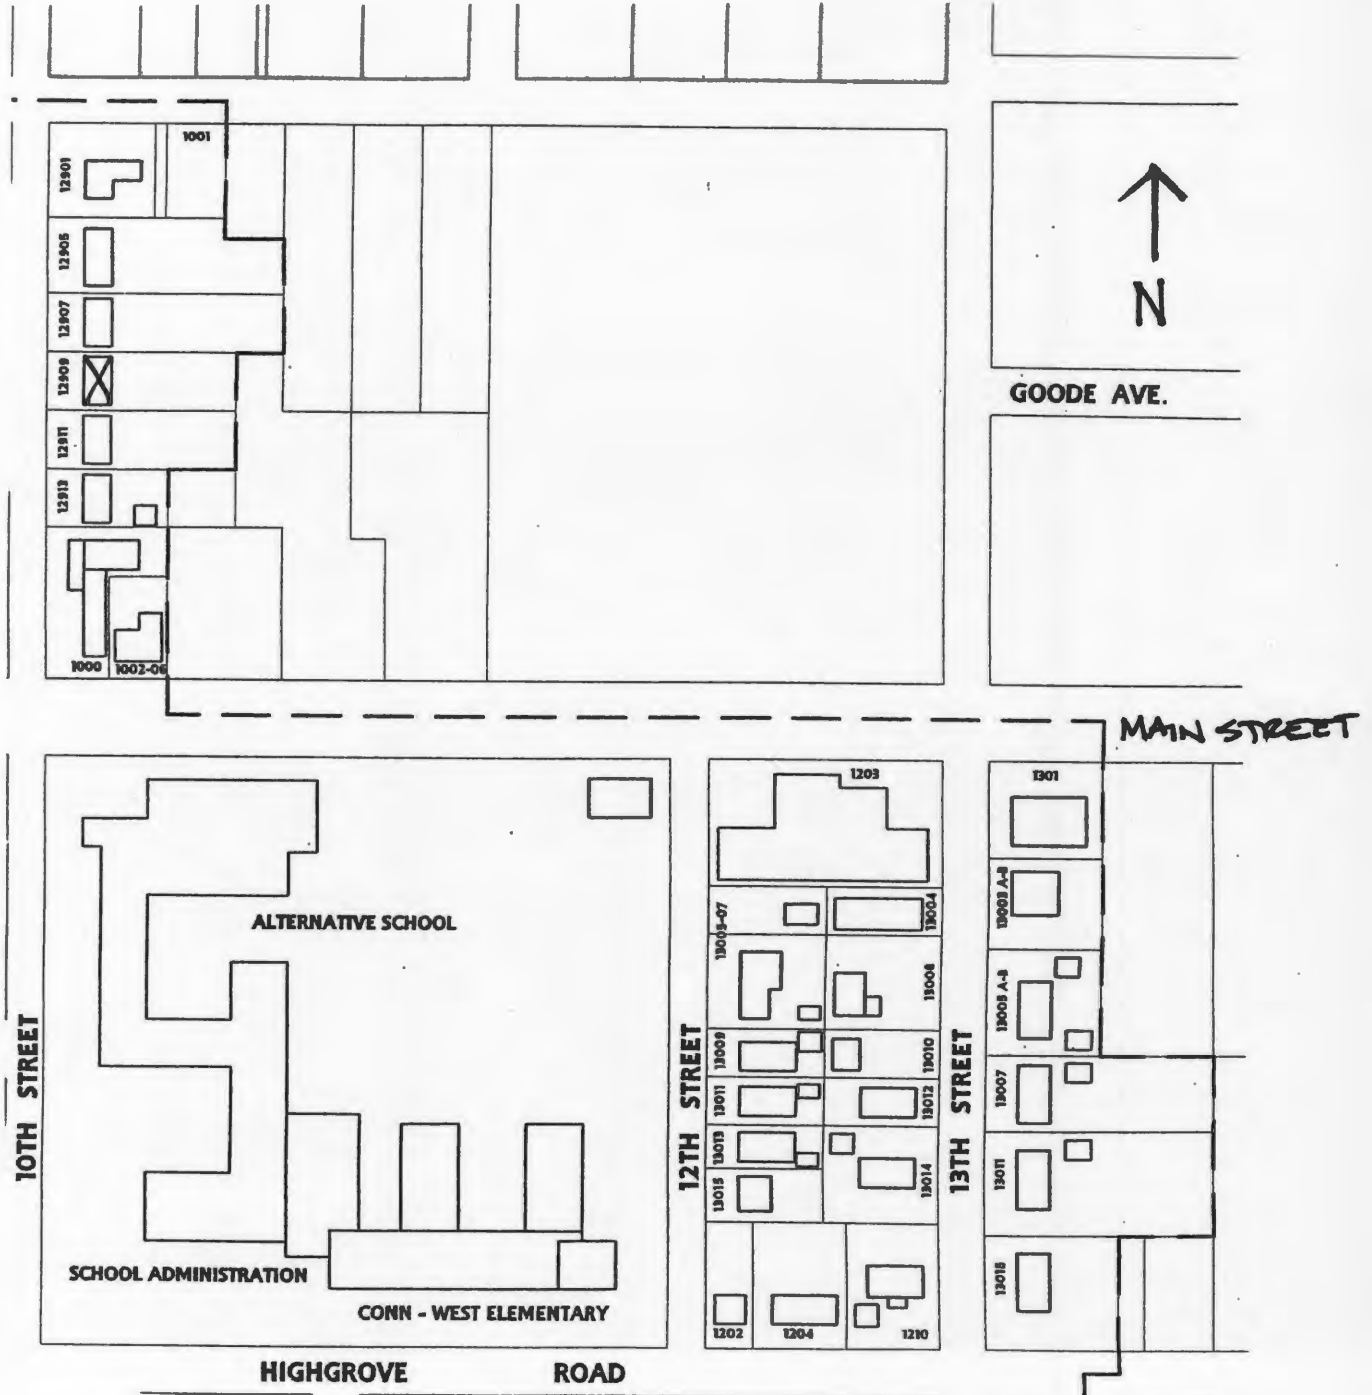 1001
12901
12905
12907
N
12909
GOODE AVE.
12911
12913
1000
1002-06
MAIN STREET
1203
1301
13003 A-B
13004
13005-07
ALTERNATIVE SCHOOL
13008
13005 A-B
10TH STREET
12TH STREET
13TH STREET
13009
13010
13007
13011
13012
13013
13011
13014
13015
SCHOOL ADMINISTRATION
13015
CONN - WEST ELEMENTARY
1202
1204
1210
HIGHGROVE ROAD